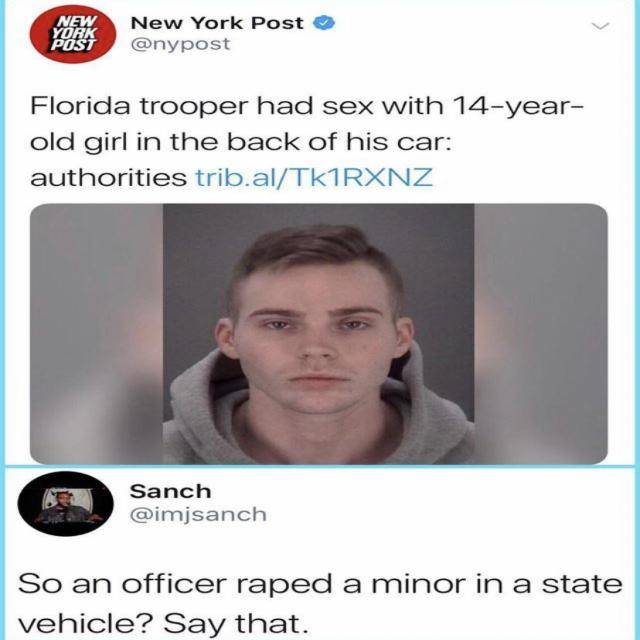 NEW
YORK
POST
New York Post
@nypost
Florida trooper had sex with 14-year-
old girl in the back of his car:
authorities trib.al/Tk1RXNZ
Sanch
@imjsanch
So an officer raped a minor in a state
vehicle? Say that.